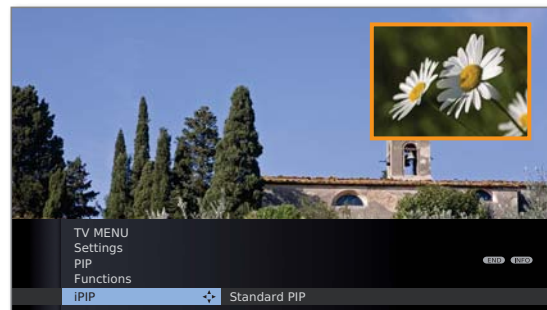 TV MENU
Settings
PIP
Functions
END INFO
iPIP Standard PIP